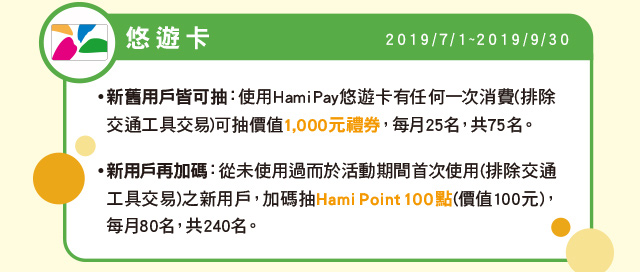 悠遊卡
2019/7/1~2019/9/30
•新舊用戶皆可抽：使用Hami Pay悠遊卡有任何一次消費(排除
交通工具交易)可抽價值1,000元禮券，每月25名，共75名。
•新用戶再加碼：從未使用過而於活動期間首次使用(排除交通
工具交易)之新用戶，加碼抽Hami Point 100點(價值100元)，
每月80名，共240名。